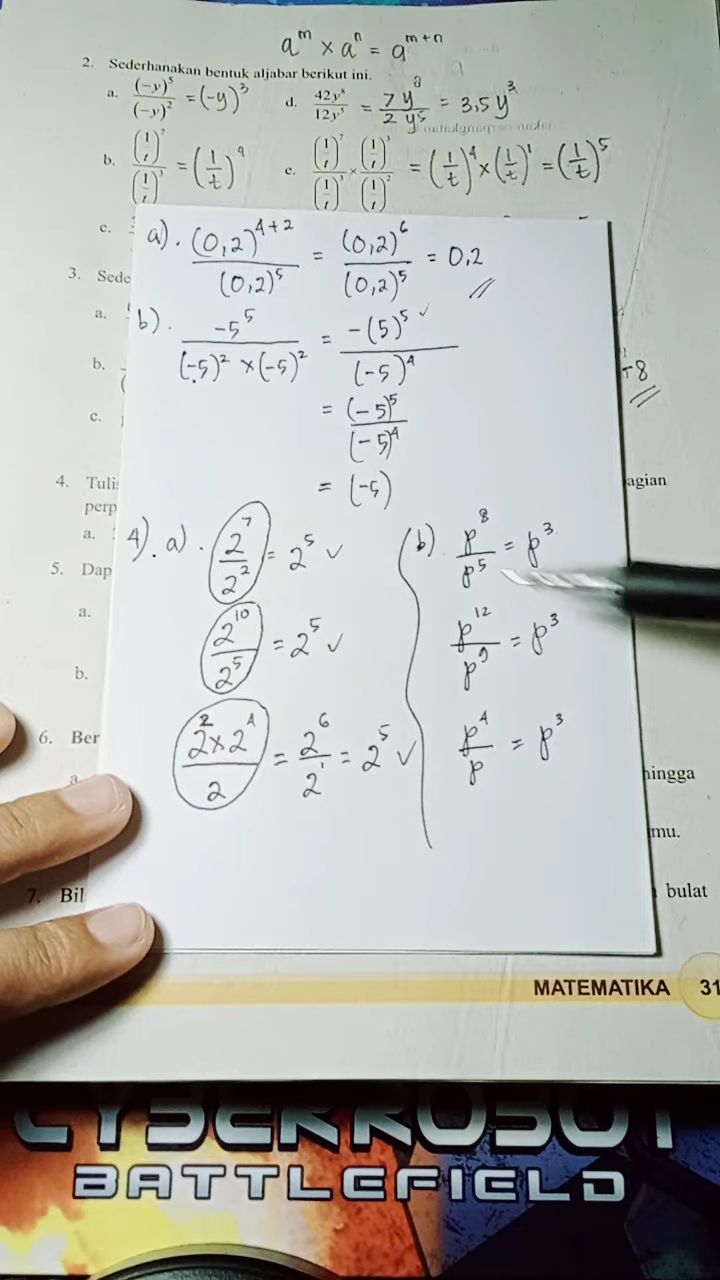 a^m × a^n = a^{m+n}
2. Sederhanakan bentuk aljabar berikut ini.
a. (-y)^5/(-y)^2 = (-y)^3
d. 42y^8/12y^5 = 7y^8/2y^5 = 3,5y^3
b. (1/t)^7/(1/t)^3 = (1/t)^4
e. (1/t)^7/(1/t)^3 × (1/t)^3/(1/t)^2 = (1/t)^4 × (1/t)^1 = (1/t)^5
c.
a). (0,2)^{4+2}/(0,2)^5 = (0,2)^6/(0,2)^5 = 0,2
3. Sede
a.
b). -5^5/((-5)^2 × (-5)^2) = -(5)^5/(-5)^4
b.
+8
= (-5)^5/(-5)^4
c.
= (-5)
4. Tuli
agian
perp
a.
4). a). 2^7/2^2 = 2^5 ✓
(b). p^8/p^5 = p^3
5. Dap
a.
2^10/2^5 = 2^5 ✓
p^12/p^9 = p^3
b.
6. Ber
2^2 × 2^4/2 = 2^6/2^1 = 2^5 ✓
p^4/p = p^3
a
hingga
mu.
7. Bil
bulat
MATEMATIKA 31
CYBERROBOT
BATTLEFIELD